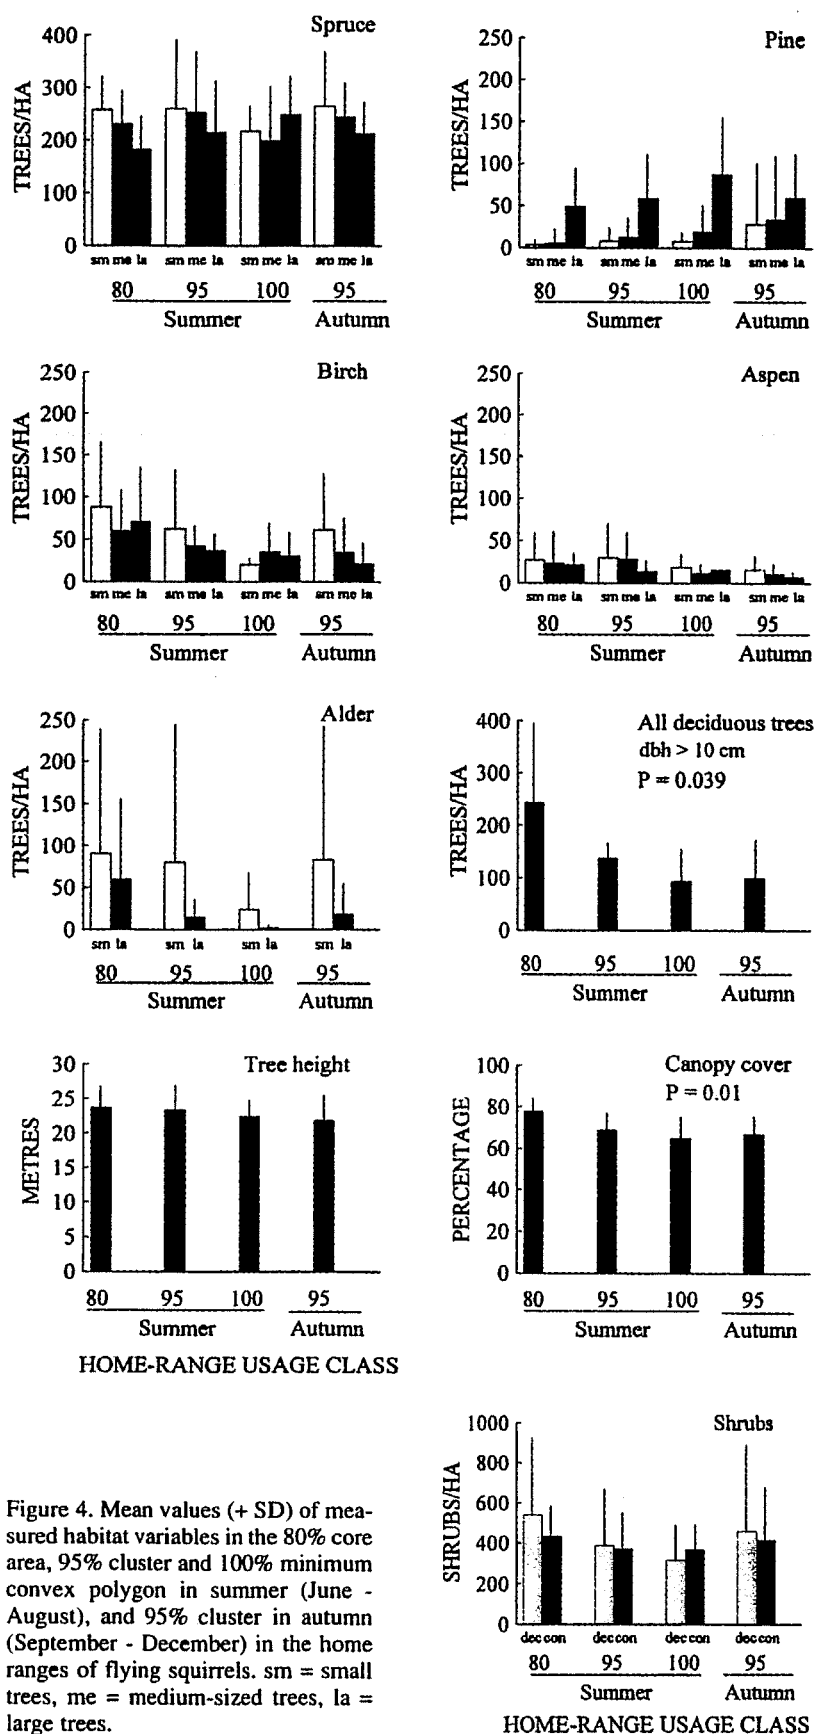 Spruce
400
300
200
100
0
TREES/HA
sm me la sm me la sm me la sm me la
80 95 100 95
Summer Autumn
Pine
250
200
150
100
50
0
TREES/HA
sm me la sm me la sm me la sm me la
80 95 100 95
Summer Autumn
Birch
250
200
150
100
50
0
TREES/HA
sm me la sm me la sm me la sm me la
80 95 100 95
Summer Autumn
Aspen
250
200
150
100
50
0
TREES/HA
sm me la sm me la sm me la sm me la
80 95 100 95
Summer Autumn
Alder
250
200
150
100
50
0
TREES/HA
sm la sm la sm la sm la
80 95 100 95
Summer Autumn
All deciduous trees
dbh > 10 cm
P = 0.039
400
300
200
100
0
TREES/HA
80 95 100 95
Summer Autumn
Tree height
30
25
20
15
10
5
0
METRES
80 95 100 95
Summer Autumn
HOME-RANGE USAGE CLASS
Canopy cover
P = 0.01
100
80
60
40
20
0
PERCENTAGE
80 95 100 95
Summer Autumn
Shrubs
1000
800
600
400
200
0
SHRUBS/HA
dec con dec con dec con dec con
80 95 100 95
Summer Autumn
HOME-RANGE USAGE CLASS
Figure 4. Mean values (+ SD) of mea-
sured habitat variables in the 80% core
area, 95% cluster and 100% minimum
convex polygon in summer (June -
August), and 95% cluster in autumn
(September - December) in the home
ranges of flying squirrels. sm = small
trees, me = medium-sized trees, la =
large trees.